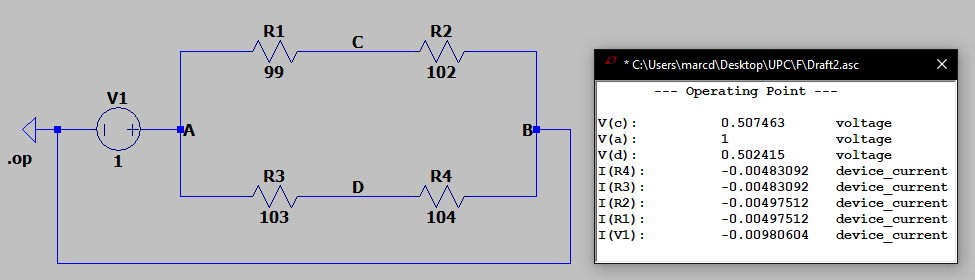 R1
C
R2
99
102
V1
A
B
.op
1
R3
D
R4
103
104
* C:\Users\marcd\Desktop\UPC\F\Draft2.asc
--- Operating Point ---
V(c): 0.507463 voltage
V(a): 1 voltage
V(d): 0.502415 voltage
I(R4): -0.00483092 device_current
I(R3): -0.00483092 device_current
I(R2): -0.00497512 device_current
I(R1): -0.00497512 device_current
I(V1): -0.00980604 device_current